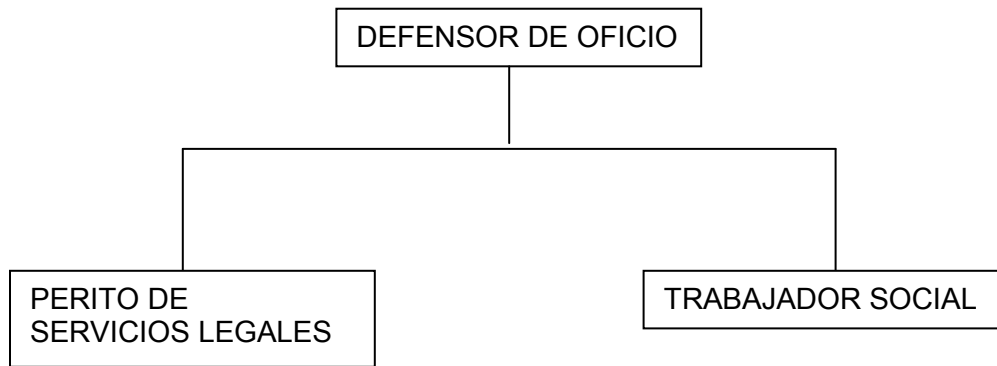 DEFENSOR DE OFICIO
PERITO DE
SERVICIOS LEGALES
TRABAJADOR SOCIAL